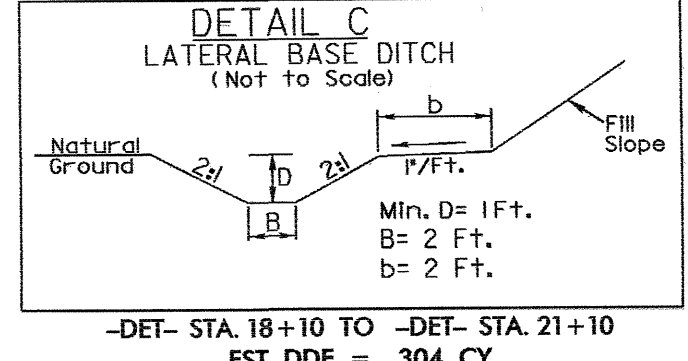 DETAIL C
LATERAL BASE DITCH
(Not to Scale)
b
Natural
Ground
2:1
D
2:1
1"/Ft.
Fill
Slope
B
Min. D= 1Ft.
B= 2 Ft.
b= 2 Ft.
-DET- STA. 18+10 TO -DET- STA. 21+10
EST. DDE = 304 CY